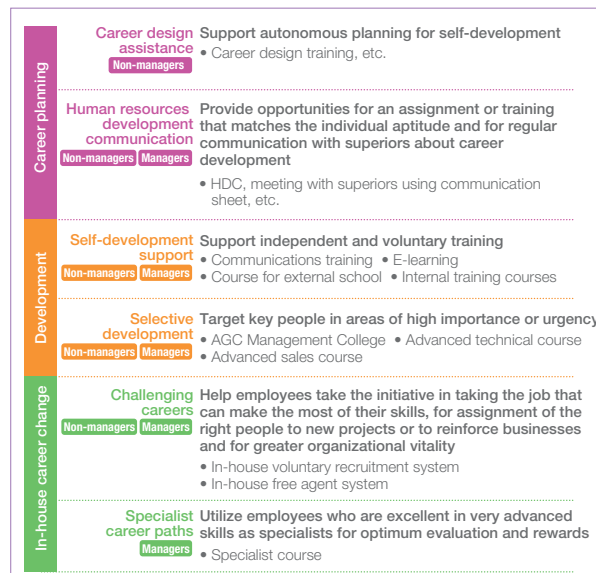 Career planning
Career design
assistance
Non-managers
Support autonomous planning for self-development
• Career design training, etc.
Human resources
development
communication
Non-managers Managers
Provide opportunities for an assignment or training
that matches the individual aptitude and for regular
communication with superiors about career
development
• HDC, meeting with superiors using communication
sheet, etc.
Development
Self-development
support
Non-managers Managers
Support independent and voluntary training
• Communications training • E-learning
• Course for external school • Internal training courses
Selective
development
Non-managers Managers
Target key people in areas of high importance or urgency
• AGC Management College • Advanced technical course
• Advanced sales course
In-house career change
Challenging
careers
Non-managers Managers
Help employees take the initiative in taking the job that
can make the most of their skills, for assignment of the
right people to new projects or to reinforce businesses
and for greater organizational vitality
• In-house voluntary recruitment system
• In-house free agent system
Specialist
career paths
Managers
Utilize employees who are excellent in very advanced
skills as specialists for optimum evaluation and rewards
• Specialist course